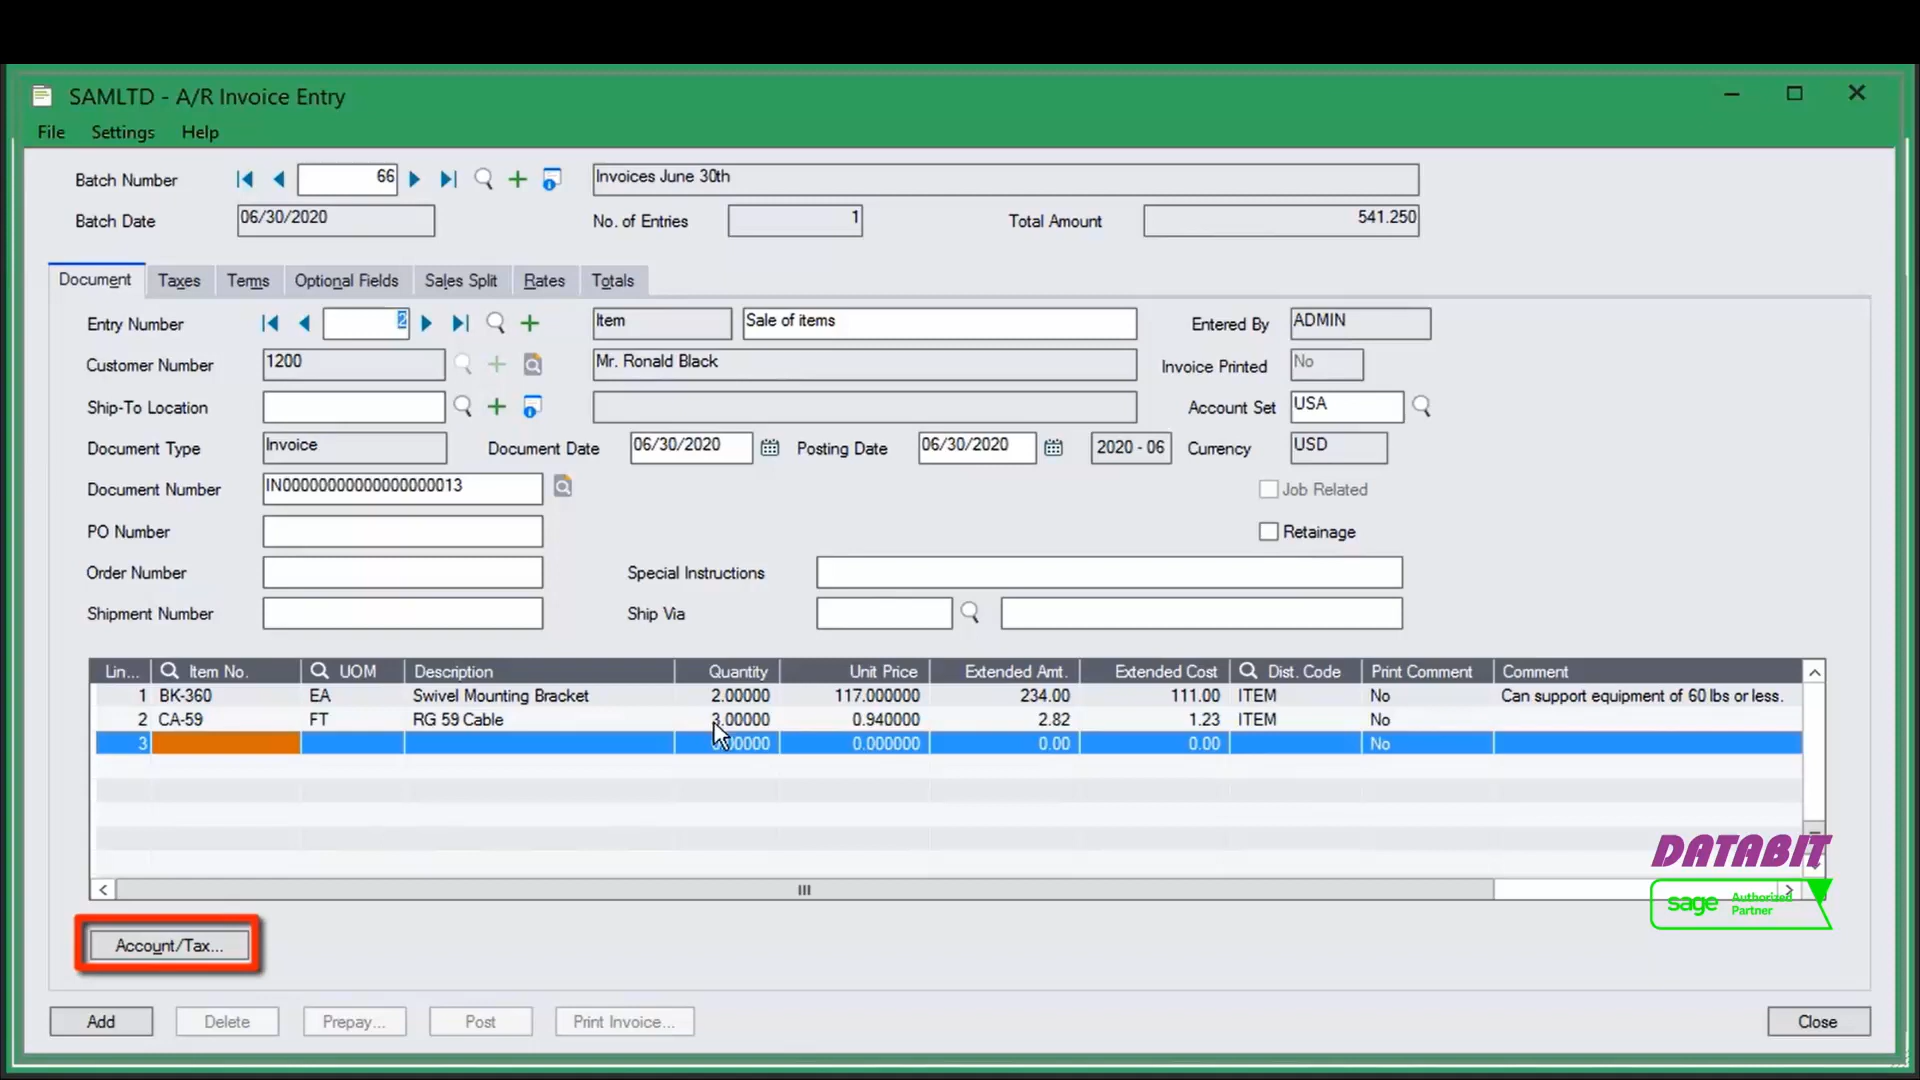 SAMLTD - A/R Invoice Entry
File Settings Help
Batch Number 66 Invoices June 30th
Batch Date 06/30/2020 No. of Entries 1 Total Amount 541.250
Document Taxes Terms Optional Fields Sales Split Rates Totals
Entry Number 2 Item Sale of items Entered By ADMIN
Customer Number 1200 Mr. Ronald Black Invoice Printed No
Ship-To Location Account Set USA
Document Type Invoice Document Date 06/30/2020 Posting Date 06/30/2020 2020 - 06 Currency USD
Document Number IN00000000000000000013 Job Related
PO Number Retainage
Order Number Special Instructions
Shipment Number Ship Via
Lin... Item No. UOM Description Quantity Unit Price Extended Amt. Extended Cost Dist. Code Print Comment Comment
1 BK-360 EA Swivel Mounting Bracket 2.00000 117.000000 234.00 111.00 ITEM No Can support equipment of 60 lbs or less.
2 CA-59 FT RG 59 Cable 3.00000 0.940000 2.82 1.23 ITEM No
3 0.00000 0.000000 0.00 0.00 No
DATABIT
sage Authorized
Partner
Account/Tax...
Add Delete Prepay... Post Print Invoice... Close